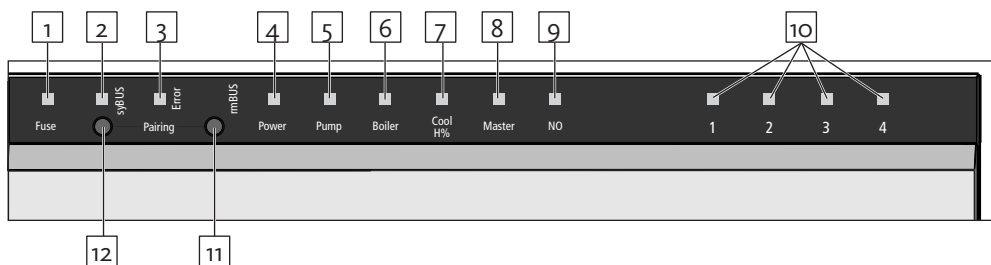 1 2 3 4 5 6 7 8 9 10
syBUS Error rmBUS
Fuse Pairing Power Pump Boiler Cool H% Master NO 1 2 3 4
12 11